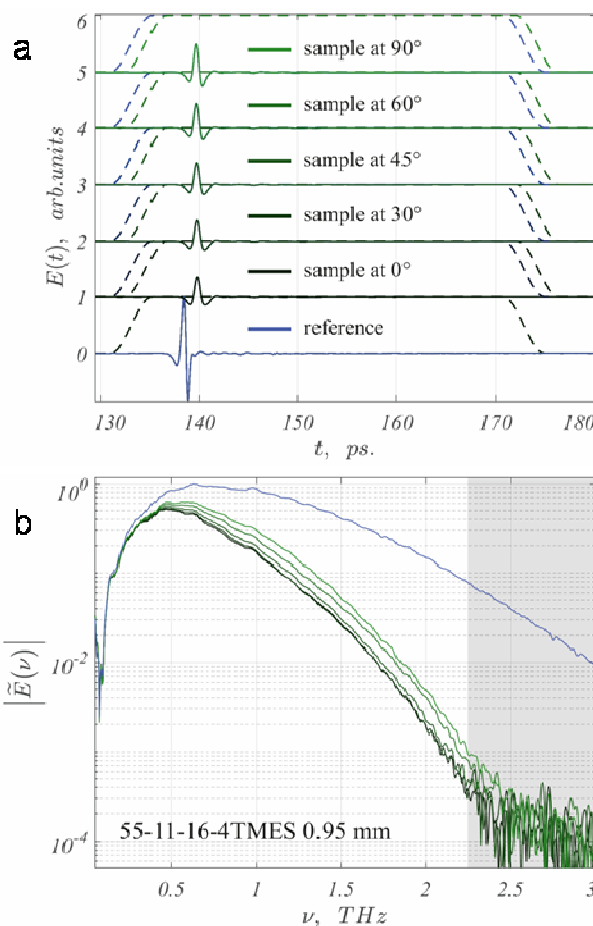 a
6
5
4
3
2
1
0
E(t), arb.units
sample at 90°
sample at 60°
sample at 45°
sample at 30°
sample at 0°
reference
130 140 150 160 170 180
t, ps.
b
10⁰
10⁻²
10⁻⁴
|Ẽ(ν)|
55-11-16-4TMES 0.95 mm
0.5 1 1.5 2 2.5 3
ν, THz